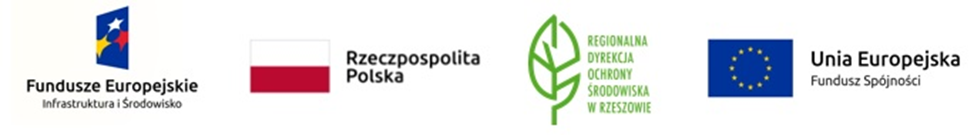 Fundusze Europejskie
Infrastruktura i Środowisko
Rzeczpospolita
Polska
REGIONALNA
DYREKCJA
OCHRONY
ŚRODOWISKA
W RZESZOWIE
Unia Europejska
Fundusz Spójności